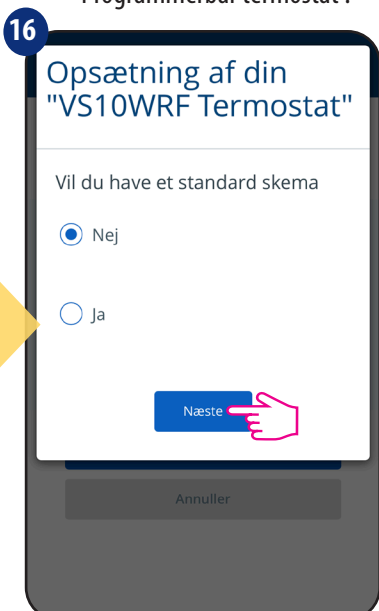 Programmerbar termostat".
16
Opsætning af din
"VS10WRF Termostat"
Vil du have et standard skema
Nej
Ja
Næste
Annuller